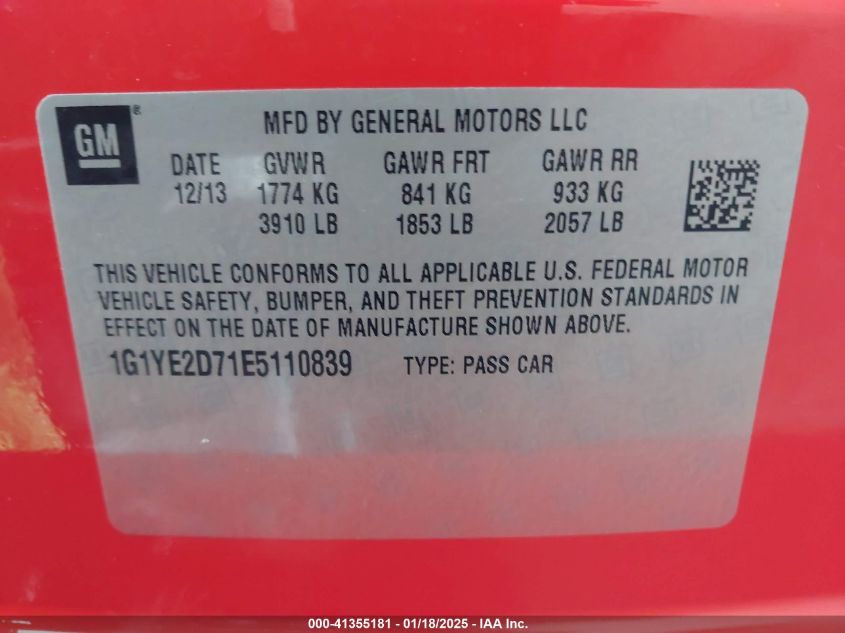 GM®
MFD BY GENERAL MOTORS LLC
DATE GVWR GAWR FRT GAWR RR
12/13 1774 KG 841 KG 933 KG
3910 LB 1853 LB 2057 LB
THIS VEHICLE CONFORMS TO ALL APPLICABLE U.S. FEDERAL MOTOR
VEHICLE SAFETY, BUMPER, AND THEFT PREVENTION STANDARDS IN
EFFECT ON THE DATE OF MANUFACTURE SHOWN ABOVE.
1G1YE2D71E5110839 TYPE: PASS CAR
000-41355181 - 01/18/2025 - IAA Inc.